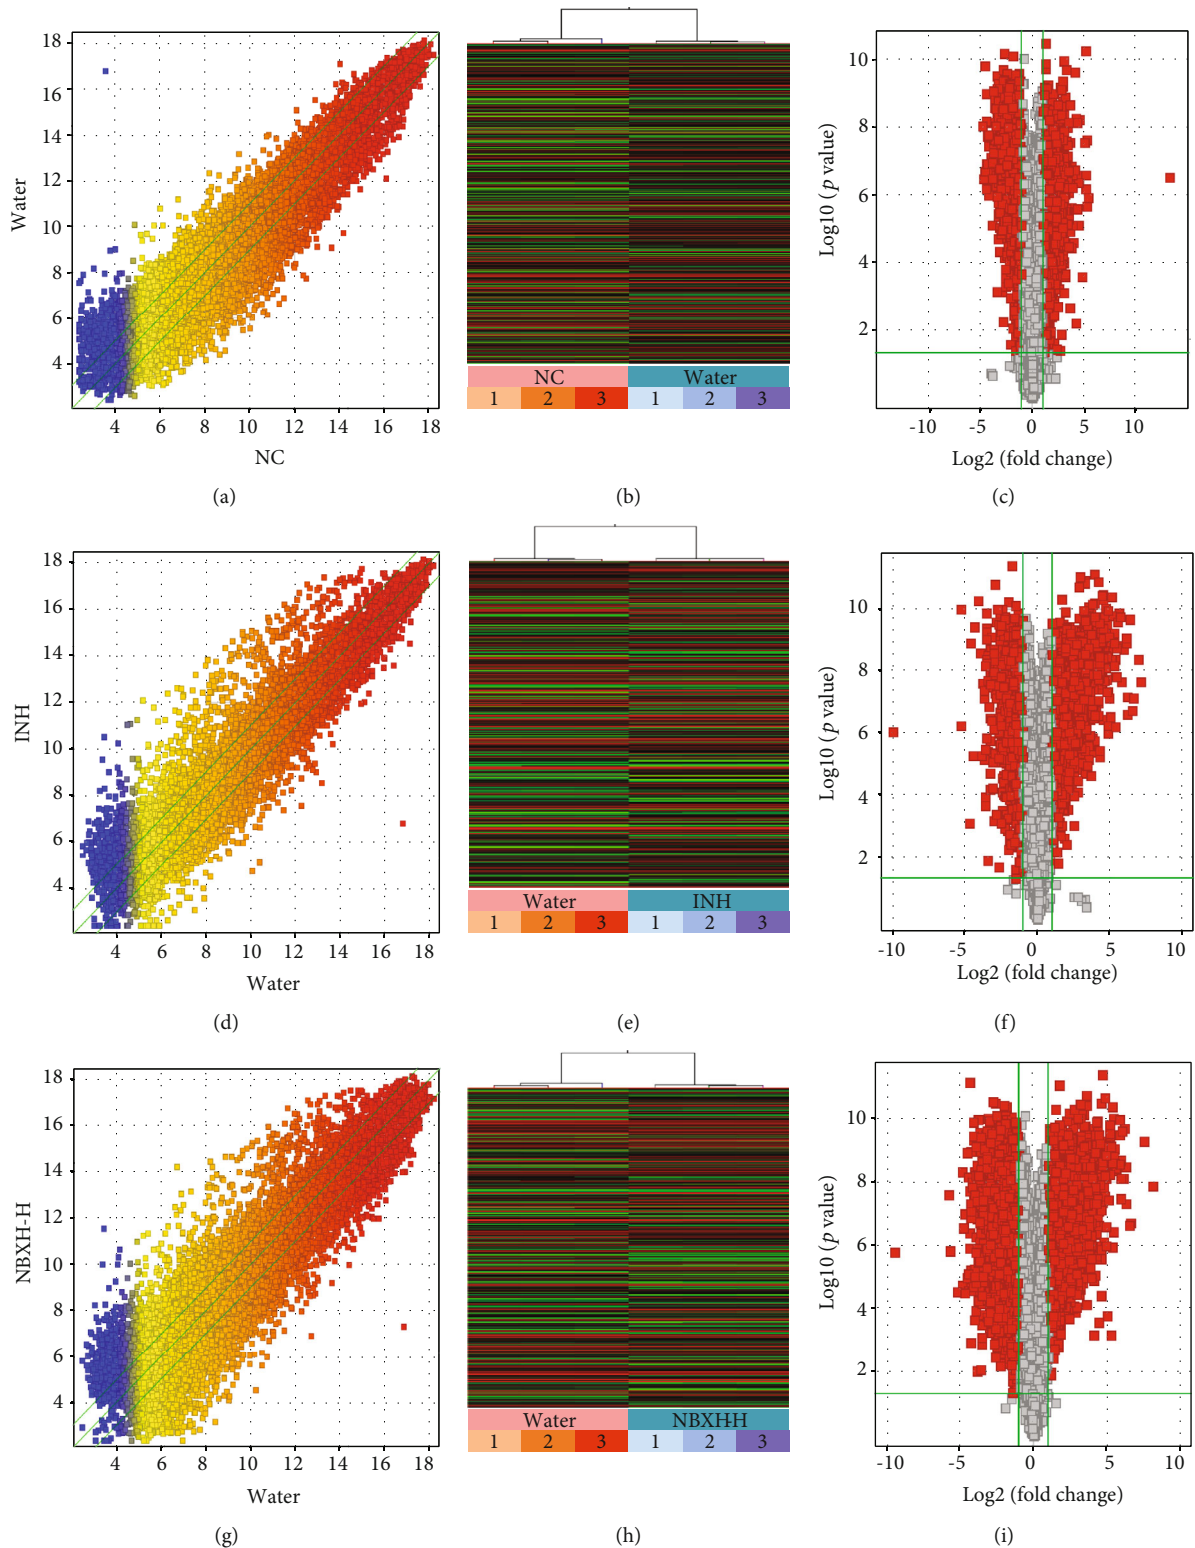 18
16
14
12
10
8
6
4
Water
4 6 8 10 12 14 16 18
NC
(a)
NC Water
1 2 3 1 2 3
(b)
10
8
6
4
2
Log10 (p value)
-10 -5 0 5 10
Log2 (fold change)
(c)
18
16
14
12
10
8
6
4
INH
4 6 8 10 12 14 16 18
Water
(d)
Water INH
1 2 3 1 2 3
(e)
10
8
6
4
2
Log10 (p value)
-10 -5 0 5 10
Log2 (fold change)
(f)
18
16
14
12
10
8
6
4
NBXH-H
4 6 8 10 12 14 16 18
Water
(g)
Water NBXH-H
1 2 3 1 2 3
(h)
10
8
6
4
2
Log10 (p value)
-10 -5 0 5 10
Log2 (fold change)
(i)